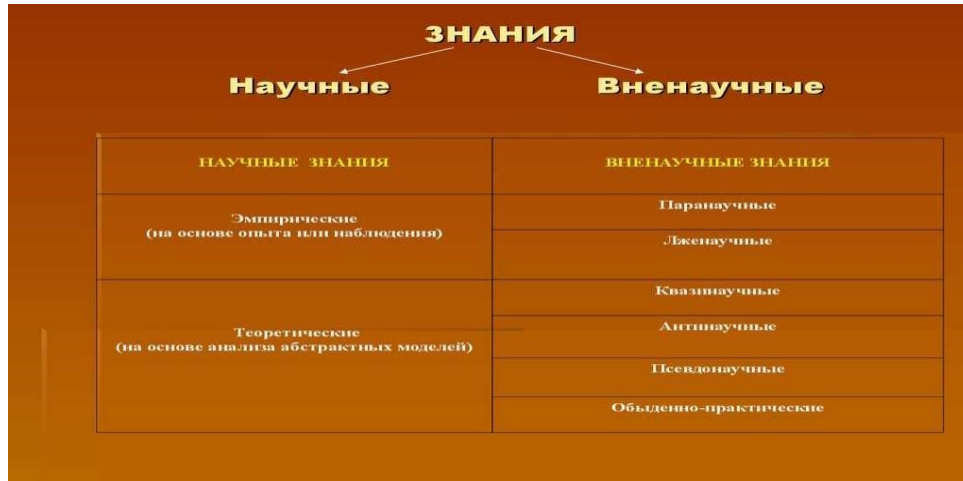 ЗНАНИЯ
Научные
Вненаучные
НАУЧНЫЕ ЗНАНИЯ
ВНЕНАУЧНЫЕ ЗНАНИЯ
Эмпирические
(на основе опыта или наблюдения)
Паранаучные
Лженаучные
Теоретические
(на основе анализа абстрактных моделей)
Квазинаучные
Антинаучные
Псевдонаучные
Обыденно-практические